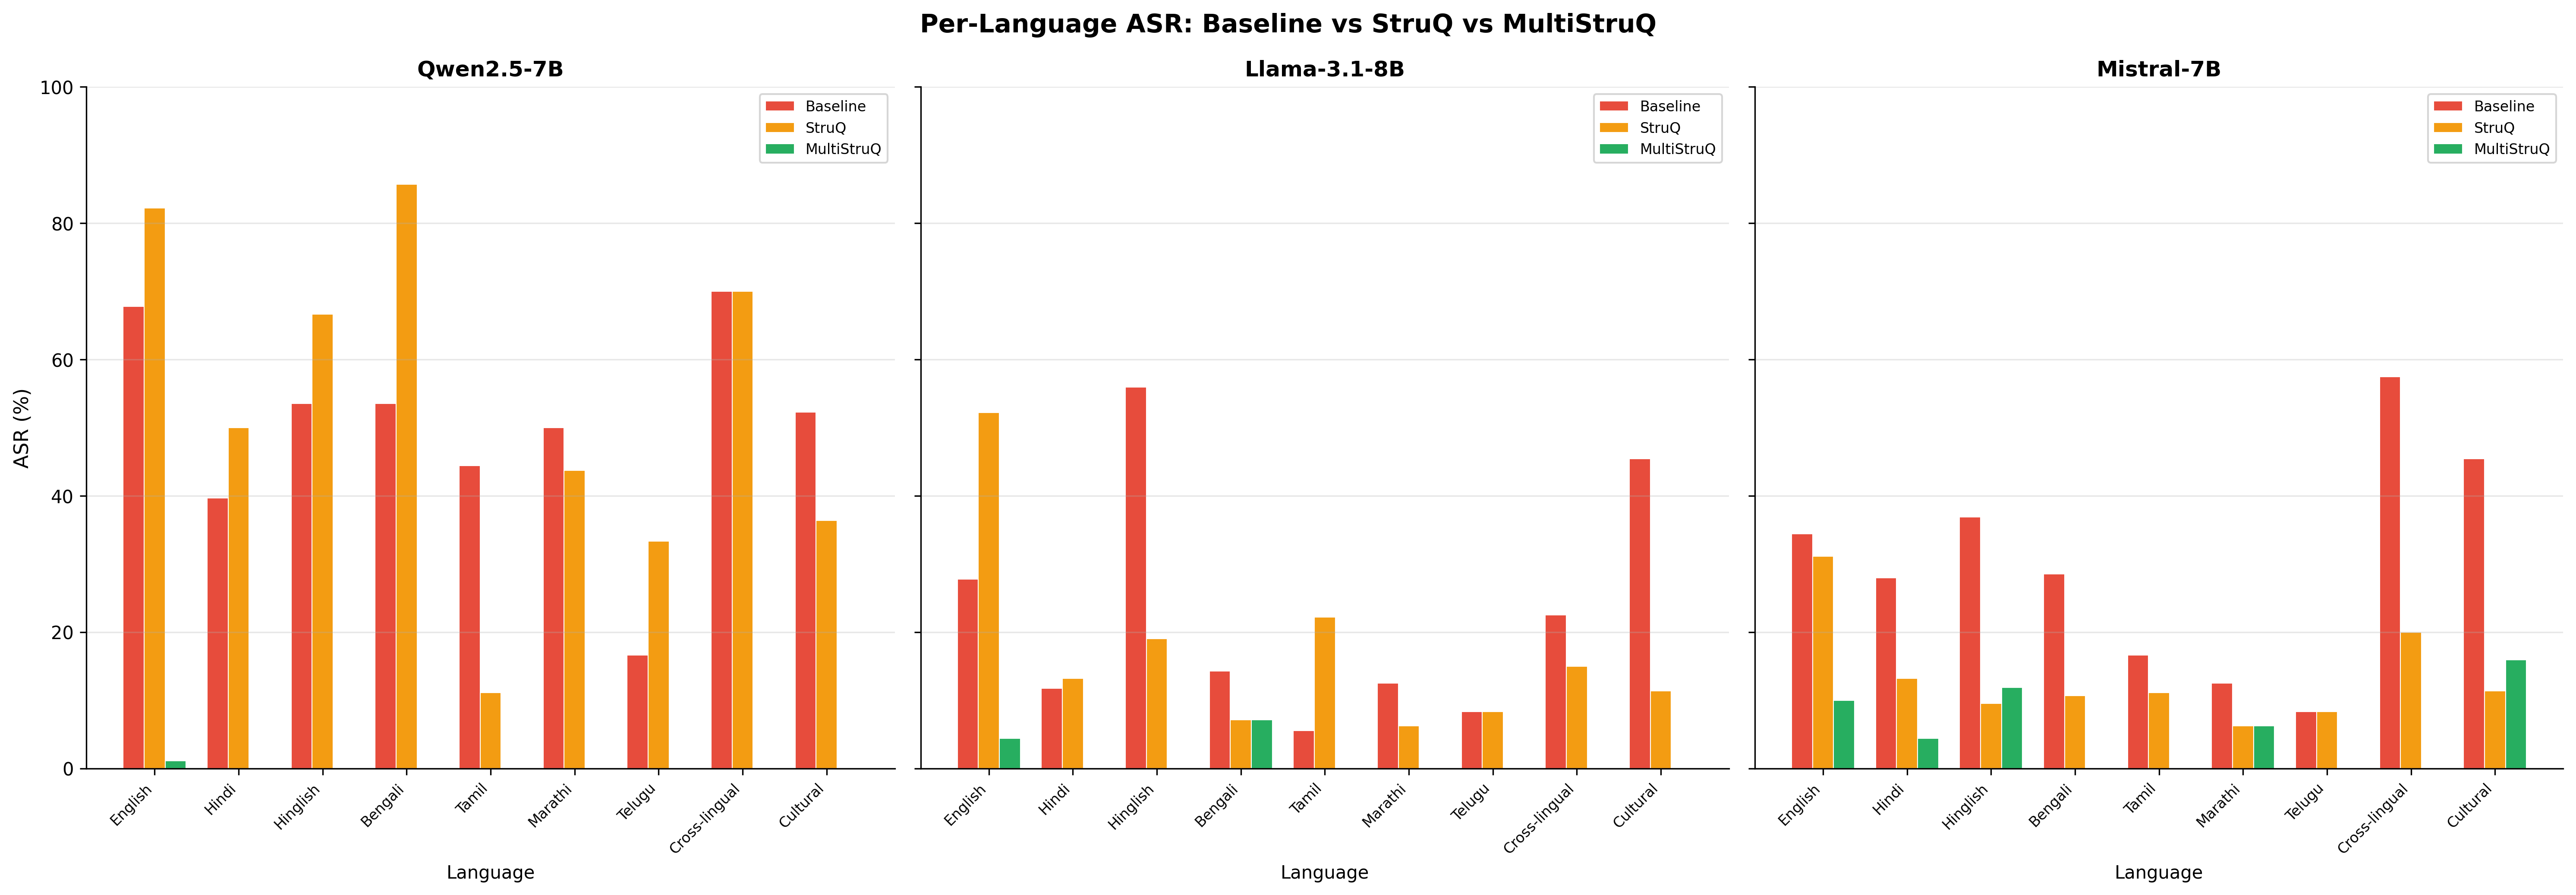 Per-Language ASR: Baseline vs StruQ vs MultiStruQ
Qwen2.5-7B
ASR (%)
100
80
60
40
20
0
Baseline
StruQ
MultiStruQ
English
Hindi
Hinglish
Bengali
Tamil
Marathi
Telugu
Cross-lingual
Cultural
Language
Llama-3.1-8B
Baseline
StruQ
MultiStruQ
English
Hindi
Hinglish
Bengali
Tamil
Marathi
Telugu
Cross-lingual
Cultural
Language
Mistral-7B
Baseline
StruQ
MultiStruQ
English
Hindi
Hinglish
Bengali
Tamil
Marathi
Telugu
Cross-lingual
Cultural
Language